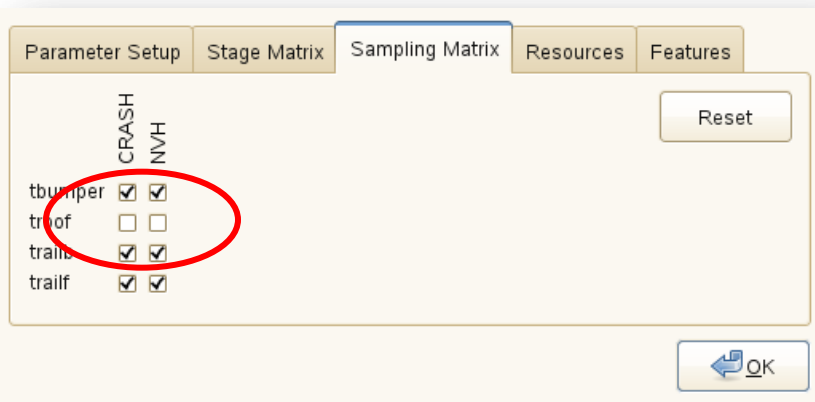 Parameter Setup Stage Matrix Sampling Matrix Resources Features
CRASH
NVH
Reset
tbumper
troof
trailb
trailf
OK